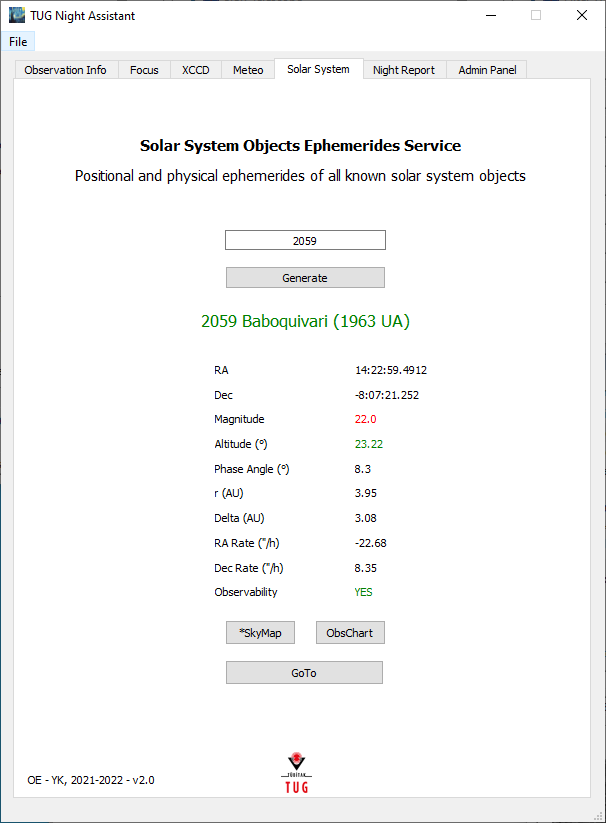 TUG Night Assistant
File
Observation Info Focus XCCD Meteo Solar System Night Report Admin Panel
Solar System Objects Ephemerides Service
Positional and physical ephemerides of all known solar system objects
2059
Generate
2059 Baboquivari (1963 UA)
RA 14:22:59.4912
Dec -8:07:21.252
Magnitude 22.0
Altitude (°) 23.22
Phase Angle (°) 8.3
r (AU) 3.95
Delta (AU) 3.08
RA Rate ("/h) -22.68
Dec Rate ("/h) 8.35
Observability YES
*SkyMap ObsChart
GoTo
TÜBİTAK
TUG
OE - YK, 2021-2022 - v2.0